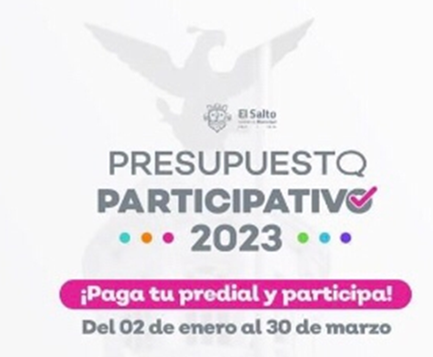 El Salto
PRESUPUESTO
PARTICIPATIVO
2023
¡Paga tu predial y participa!
Del 02 de enero al 30 de marzo